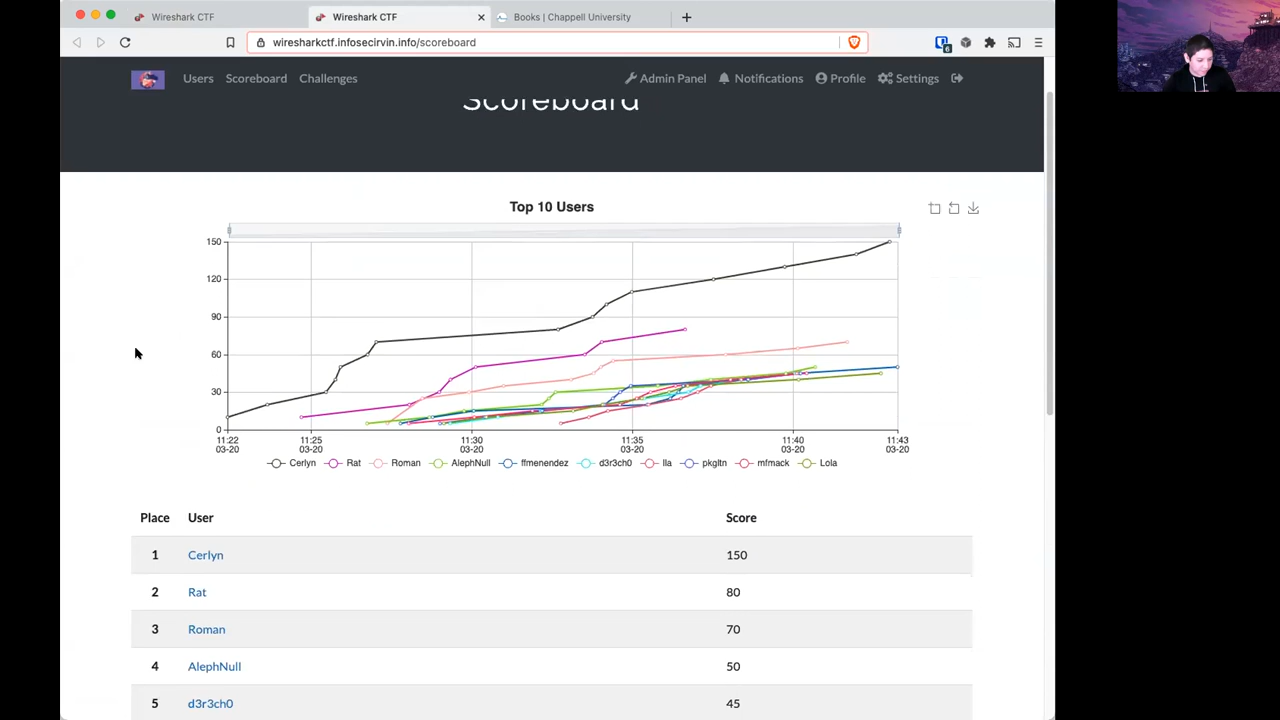 Wireshark CTF
Wireshark CTF
Books | Chappell University
wiresharkctf.infosecirvin.info/scoreboard
6
Users Scoreboard Challenges
Admin Panel Notifications Profile Settings
Scoreboard
Top 10 Users
150
120
90
60
30
0
11:22 11:25 11:30 11:35 11:40 11:43
03-20 03-20 03-20 03-20 03-20 03-20
Cerlyn Rat Roman AlephNull ffmenendez d3r3ch0 lla pkgltn mfmack Lola
Place User Score
1 Cerlyn 150
2 Rat 80
3 Roman 70
4 AlephNull 50
5 d3r3ch0 45